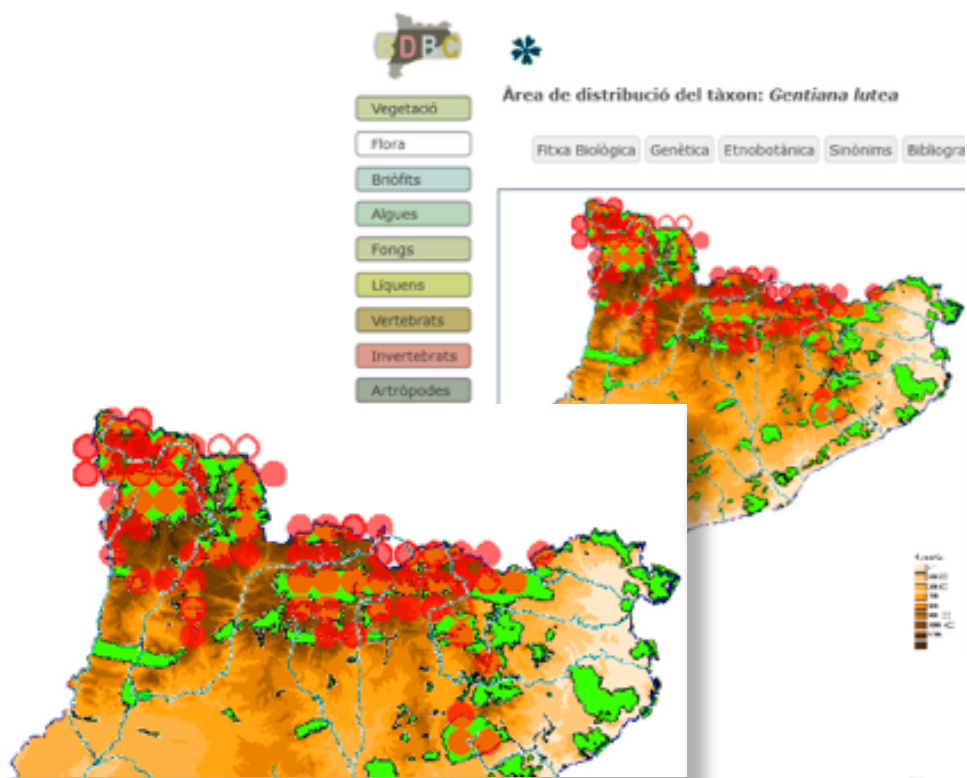 BDBC
Àrea de distribució del tàxon: Gentiana lutea
Fitxa Biològica Genètica Etnobotànica Sinònims Bibliogra
Vegetació
Flora
Briòfits
Algues
Fongs
Líquens
Vertebrats
Invertebrats
Artròpodes